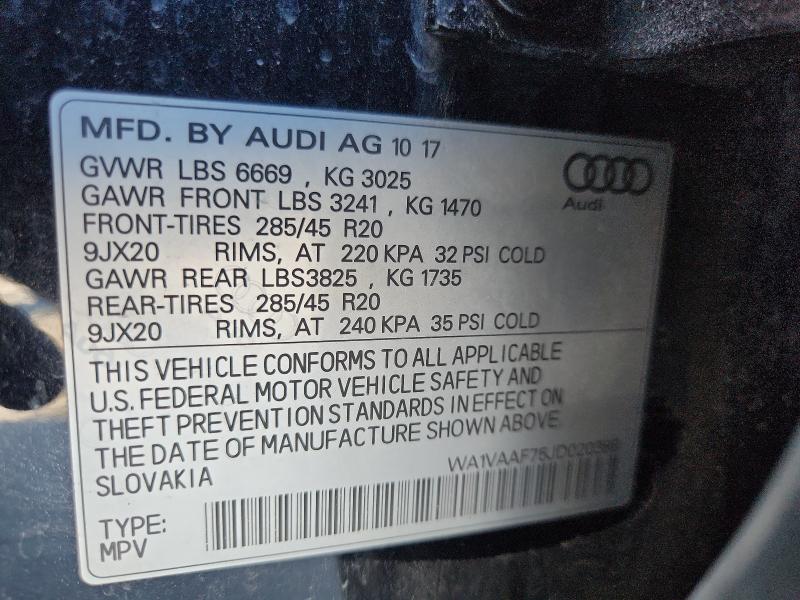 MFD. BY AUDI AG 10 17
GVWR LBS 6669 , KG 3025
GAWR FRONT LBS 3241 , KG 1470
FRONT-TIRES 285/45 R20
9JX20 RIMS, AT 220 KPA 32 PSI COLD
GAWR REAR LBS3825 , KG 1735
REAR-TIRES 285/45 R20
9JX20 RIMS, AT 240 KPA 35 PSI COLD
Audi
THIS VEHICLE CONFORMS TO ALL APPLICABLE
U.S. FEDERAL MOTOR VEHICLE SAFETY AND
THEFT PREVENTION STANDARDS IN EFFECT ON
THE DATE OF MANUFACTURE SHOWN ABOVE.
SLOVAKIA
TYPE:
MPV